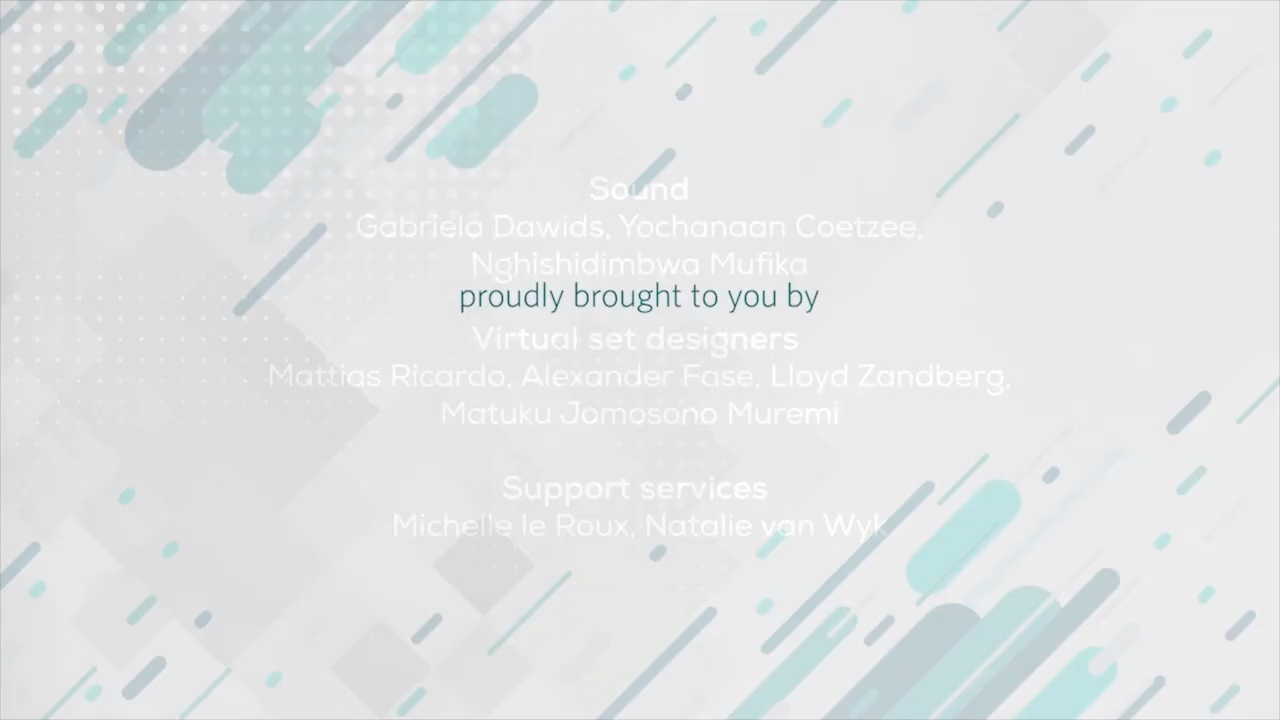 Sound
Gabriela Dawids, Yochanaan Coetzee,
Nghishidimbwa Mufika
proudly brought to you by
Virtual set designers
Mattias Ricardo, Alexander Fase, Lloyd Zandberg,
Matuku Jomosono Muremi
Support services
Michelle le Roux, Natalie van Wyk